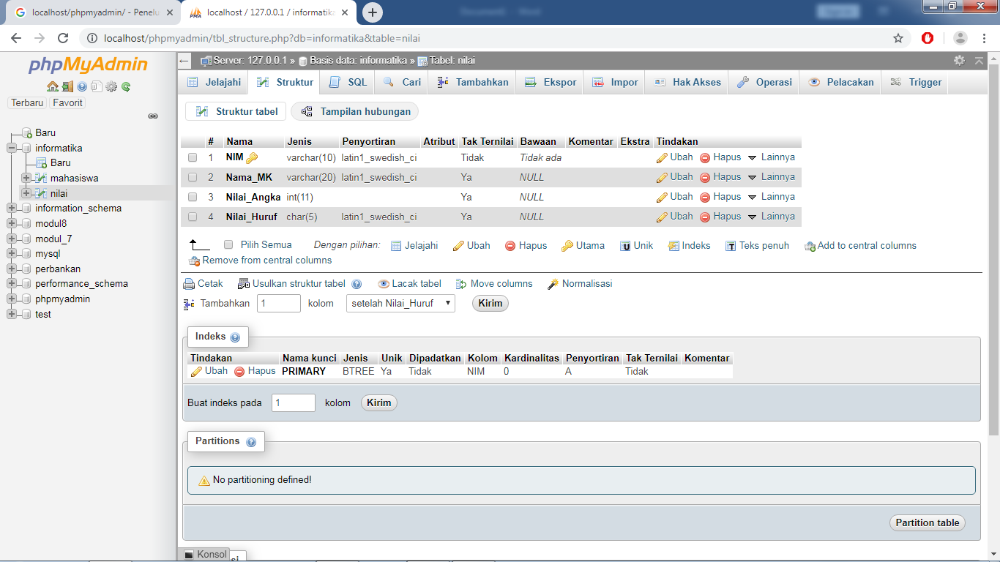 localhost/phpmyadmin/ - Penelu
localhost / 127.0.0.1 / informatika
localhost/phpmyadmin/tbl_structure.php?db=informatika&table=nilai
phpMyAdmin
Terbaru Favorit
Baru
informatika
Baru
mahasiswa
nilai
information_schema
modul8
modul_7
mysql
perbankan
performance_schema
phpmyadmin
test
Server: 127.0.0.1 » Basis data: informatika » Tabel: nilai
Jelajahi Struktur SQL Cari Tambahkan Ekspor Impor Hak Akses Operasi Pelacakan Trigger
Struktur tabel Tampilan hubungan
# Nama Jenis Penyortiran Atribut Tak Ternilai Bawaan Komentar Ekstra Tindakan
1 NIM varchar(10) latin1_swedish_ci Tidak Tidak ada Ubah Hapus Lainnya
2 Nama_MK varchar(20) latin1_swedish_ci Ya NULL Ubah Hapus Lainnya
3 Nilai_Angka int(11) Ya NULL Ubah Hapus Lainnya
4 Nilai_Huruf char(5) latin1_swedish_ci Ya NULL Ubah Hapus Lainnya
Pilih Semua Dengan pilihan: Jelajahi Ubah Hapus Utama Unik Indeks Teks penuh Add to central columns
Remove from central columns
Cetak Usulkan struktur tabel Lacak tabel Move columns Normalisasi
Tambahkan 1 kolom setelah Nilai_Huruf Kirim
Indeks
Tindakan Nama kunci Jenis Unik Dipadatkan Kolom Kardinalitas Penyortiran Tak Ternilai Komentar
Ubah Hapus PRIMARY BTREE Ya Tidak NIM 0 A Tidak
Buat indeks pada 1 kolom Kirim
Partitions
No partitioning defined!
Partition table
Konsol